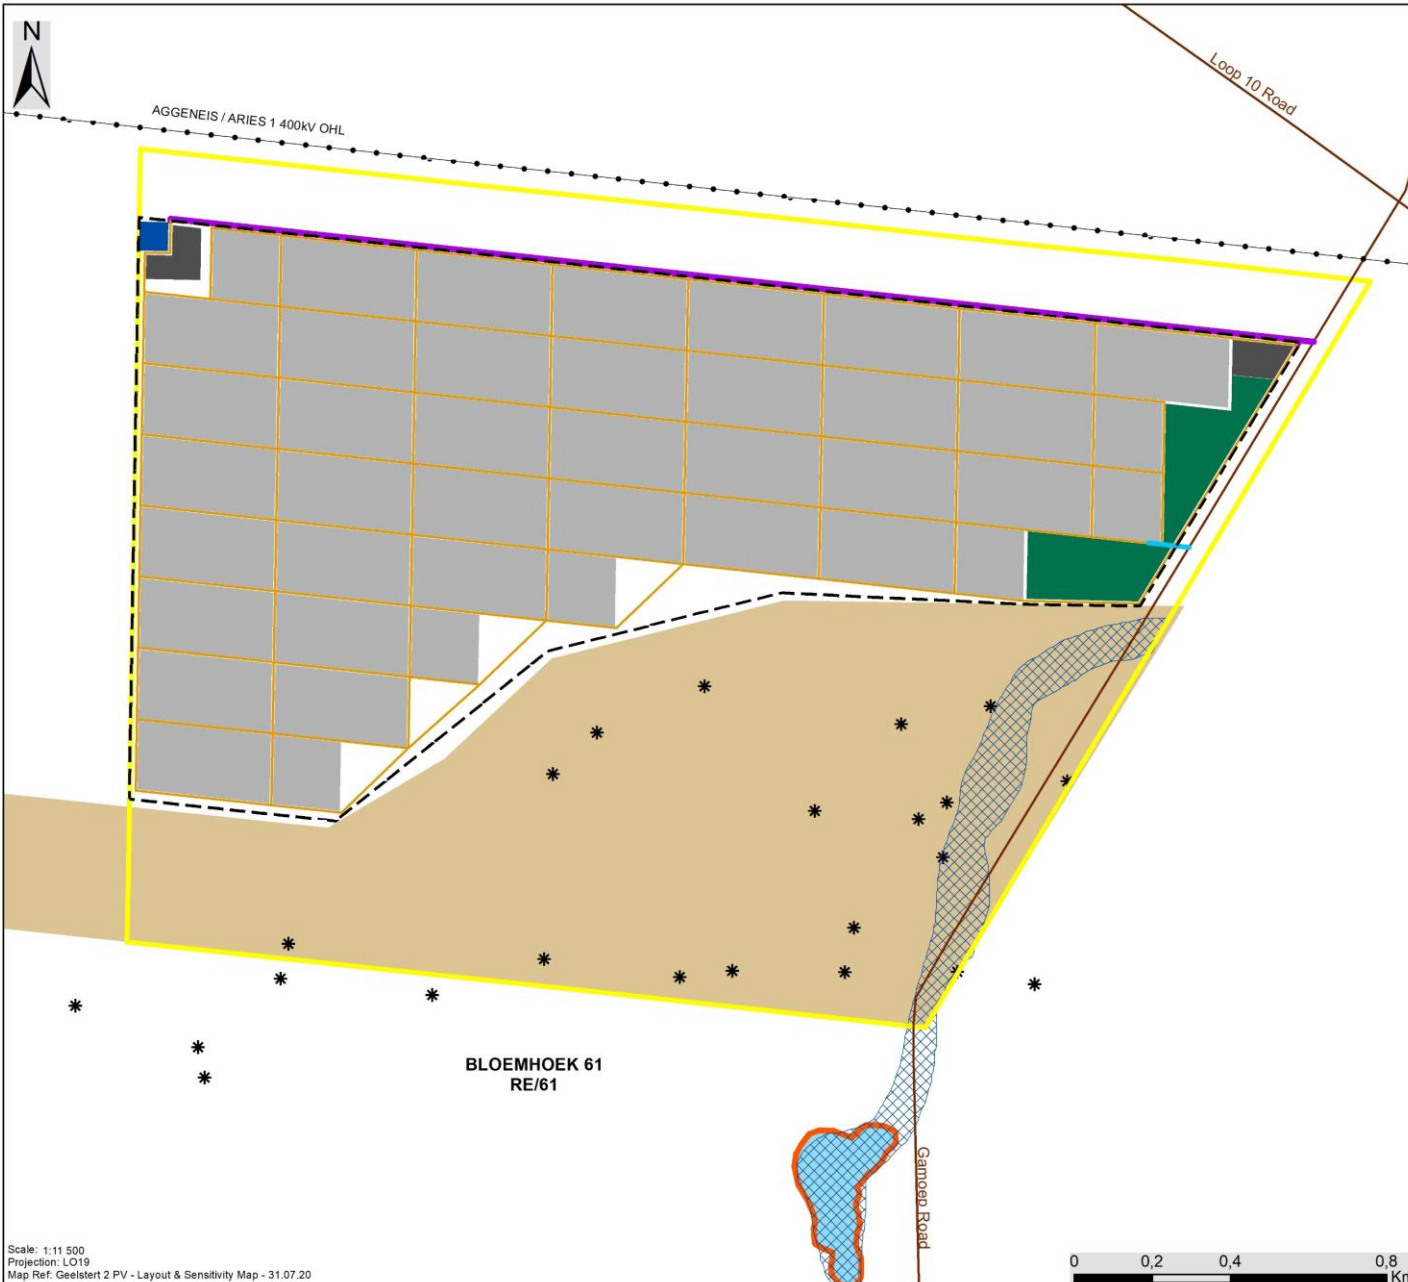 N
Loop 10 Road
AGGENEIS / ARIES 1 400kV OHL
BLOEMHOEK 61
RE/61
Gamoep Road
Scale: 1:11 500
Projection: LO19
Map Ref: Geelstert 2 PV - Layout & Sensitivity Map - 31.07.20
0 0,2 0,4 0,8
Km